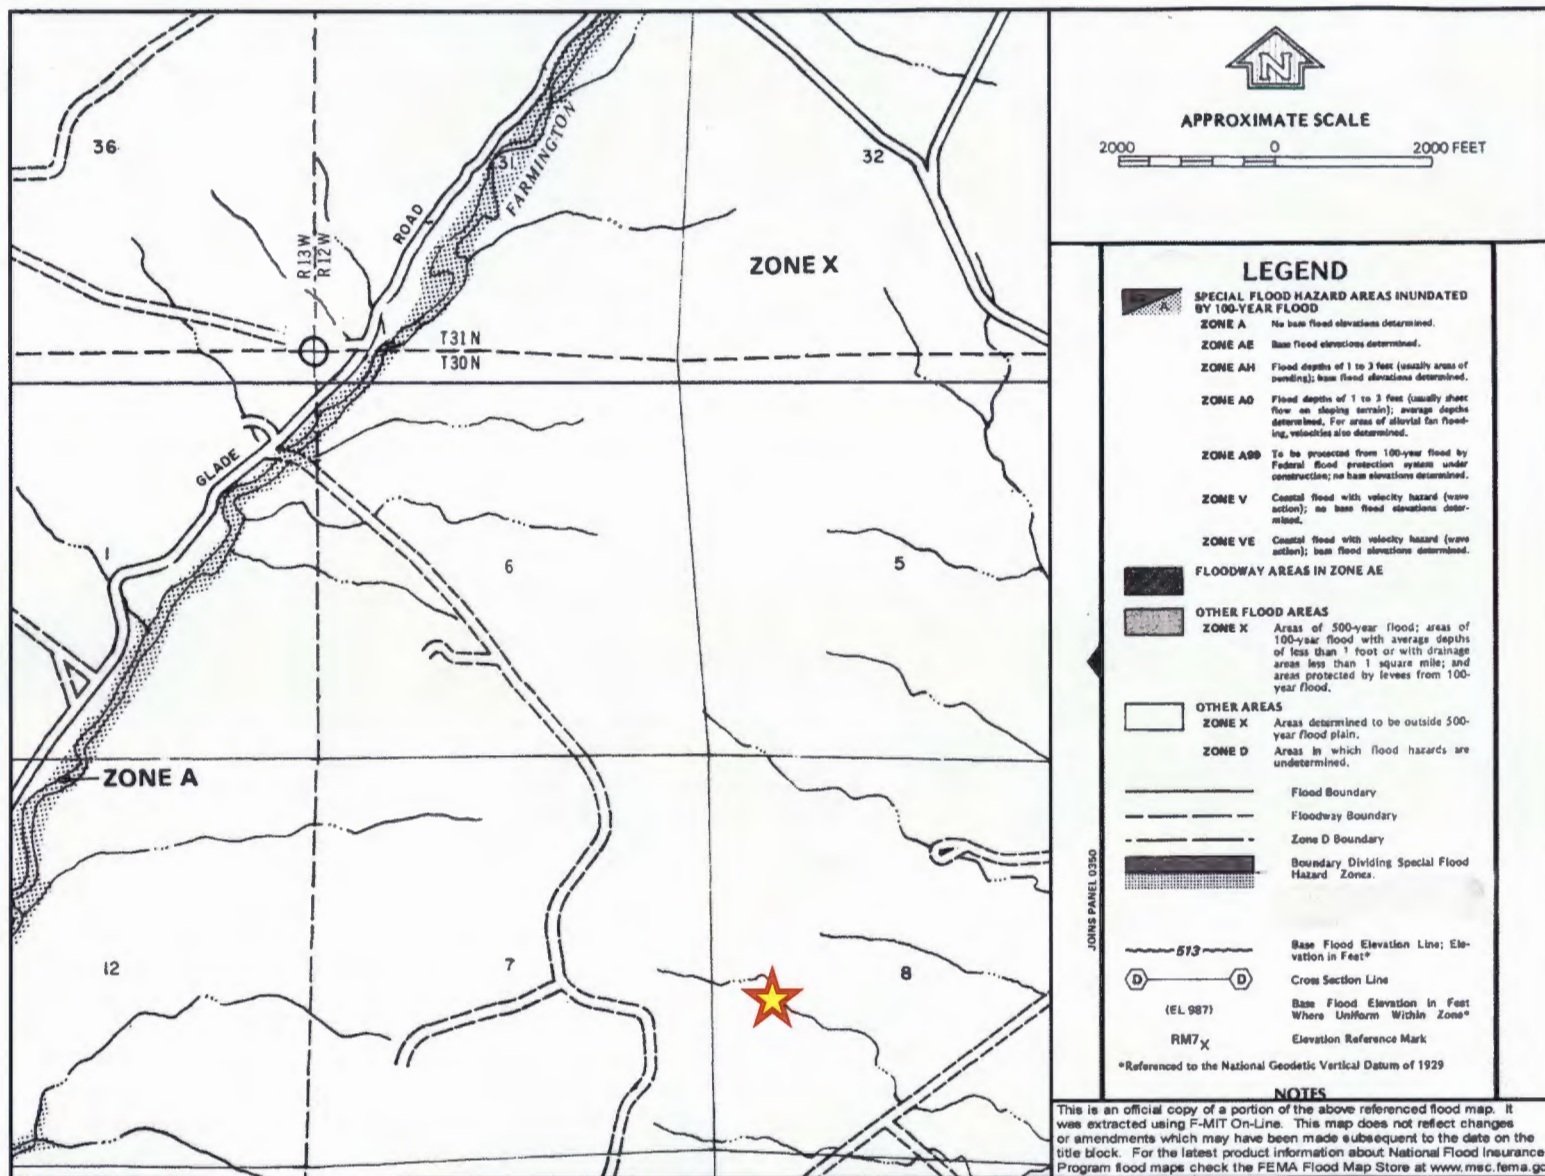 36
31
FARMINGTON
32
ROAD
R13W
R12W
ZONE X
T31N
T30N
GLADE
1
6
5
ZONE A
12
7
8
N
APPROXIMATE SCALE
2000 0 2000 FEET
LEGEND
A
SPECIAL FLOOD HAZARD AREAS INUNDATED
BY 100-YEAR FLOOD
ZONE A No base flood elevations determined.
ZONE AE Base flood elevations determined.
ZONE AH Flood depths of 1 to 3 feet (usually areas of
ponding); base flood elevations determined.
ZONE A0 Flood depths of 1 to 3 feet (usually sheet
flow on sloping terrain); average depths
determined. For areas of alluvial fan flood-
ing, velocities also determined.
ZONE A99 To be protected from 100-year flood by
Federal flood protection system under
construction; no base elevations determined.
ZONE V Coastal flood with velocity hazard (wave
action); no base flood elevations deter-
mined.
ZONE VE Coastal flood with velocity hazard (wave
action); base flood elevations determined.
FLOODWAY AREAS IN ZONE AE
OTHER FLOOD AREAS
ZONE X Areas of 500-year flood; areas of
100-year flood with average depths
of less than 1 foot or with drainage
areas less than 1 square mile; and
areas protected by levees from 100-
year flood.
OTHER AREAS
ZONE X Areas determined to be outside 500-
year flood plain.
ZONE D Areas in which flood hazards are
undetermined.
Flood Boundary
Floodway Boundary
Zone D Boundary
Boundary Dividing Special Flood
Hazard Zones.
513 Base Flood Elevation Line; Ele-
vation in Feet*
D D Cross Section Line
(EL 987) Base Flood Elevation in Feet
Where Uniform Within Zone*
RM7X Elevation Reference Mark
*Referenced to the National Geodetic Vertical Datum of 1929
NOTES
JOINS PANEL 0350
This is an official copy of a portion of the above referenced flood map. It
was extracted using F-MIT On-Line. This map does not reflect changes
or amendments which may have been made subsequent to the date on the
title block. For the latest product information about National Flood Insurance
Program flood maps check the FEMA Flood Map Store at www.msc.fema.go